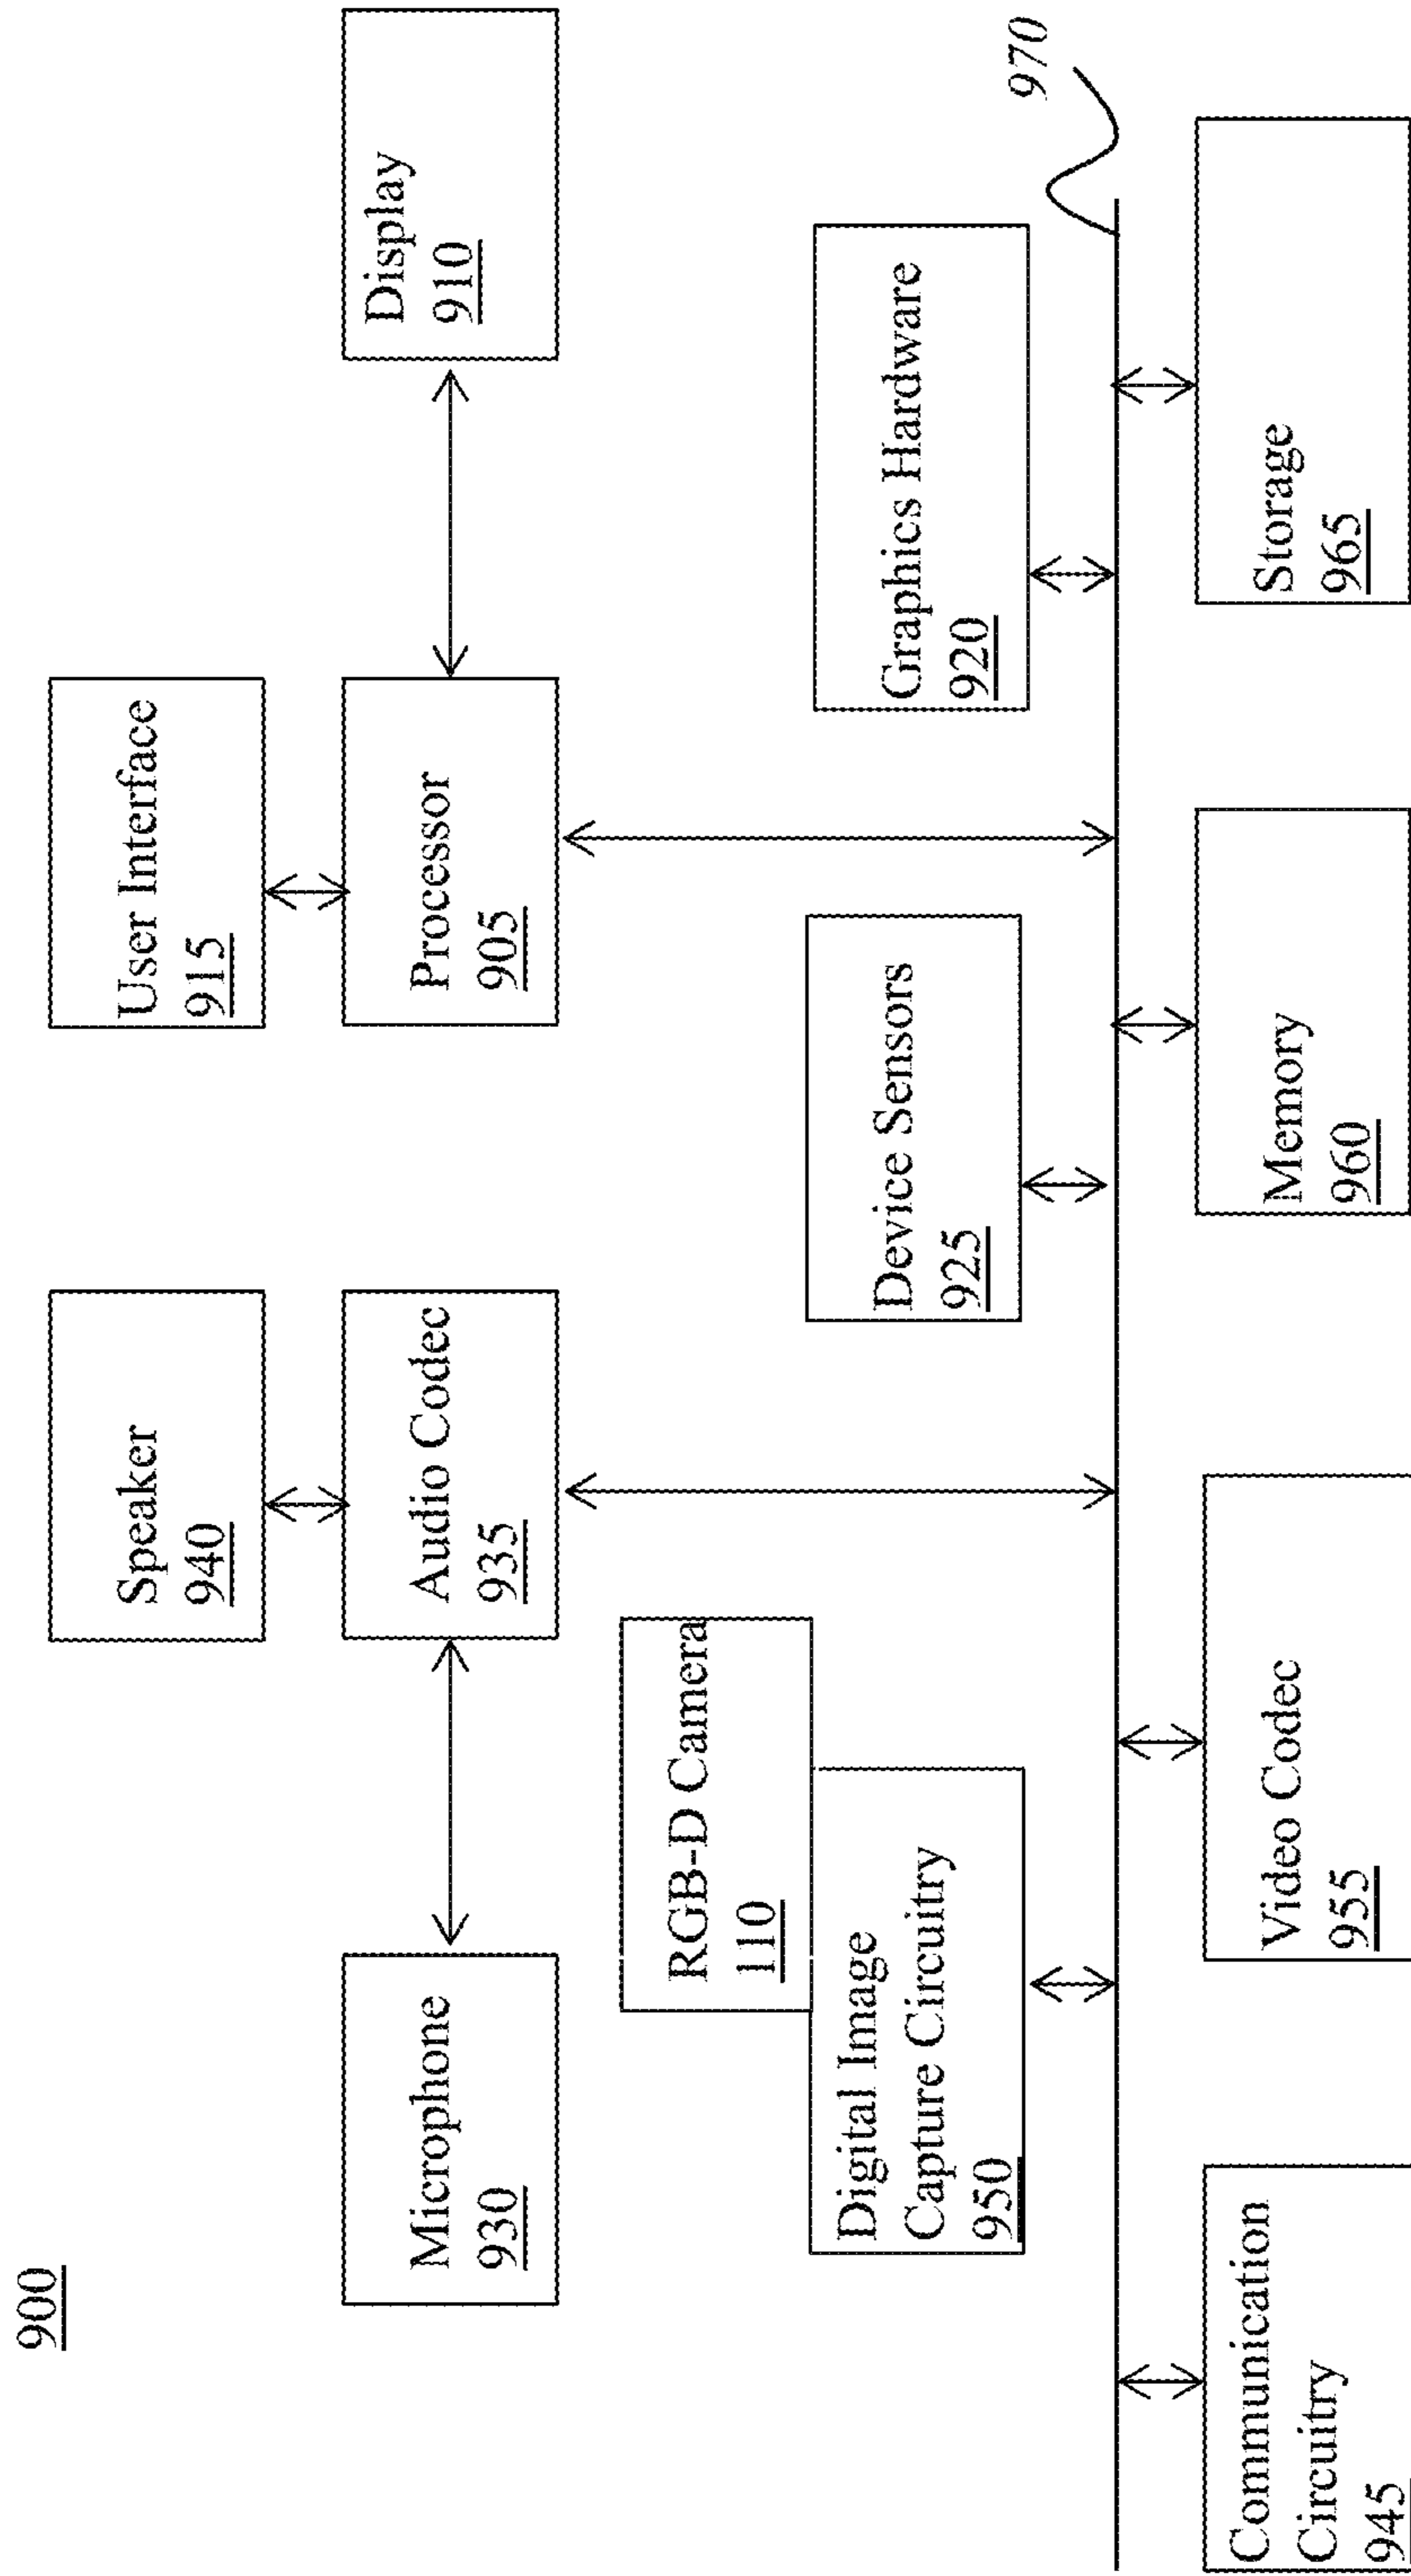 900
Speaker
940
User Interface
915
Microphone
930
Audio Codec
935
Processor
905
Display
910
RGB-D Camera
110
Digital Image
Capture Circuitry
950
Device Sensors
925
Graphics Hardware
920
970
Communication
Circuitry
945
Video Codec
955
Memory
960
Storage
965